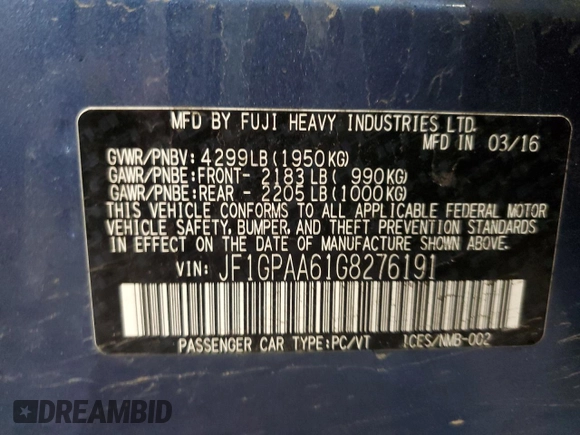 MFD BY FUJI HEAVY INDUSTRIES LTD.
MFD IN 03/16
GVWR/PNBV: 4299LB(1950KG)
GAWR/PNBE:FRONT- 2183LB( 990KG)
GAWR/PNBE:REAR - 2205LB(1000KG)
THIS VEHICLE CONFORMS TO ALL APPLICABLE FEDERAL MOTOR
VEHICLE SAFETY, BUMPER, AND THEFT PREVENTION STANDARDS
IN EFFECT ON THE DATE OF MANUFACTURE SHOWN ABOVE.
VIN: JF1GPAA61G8276191
PASSENGER CAR TYPE:PC/VT ICES/NMB-002
DREAMBID